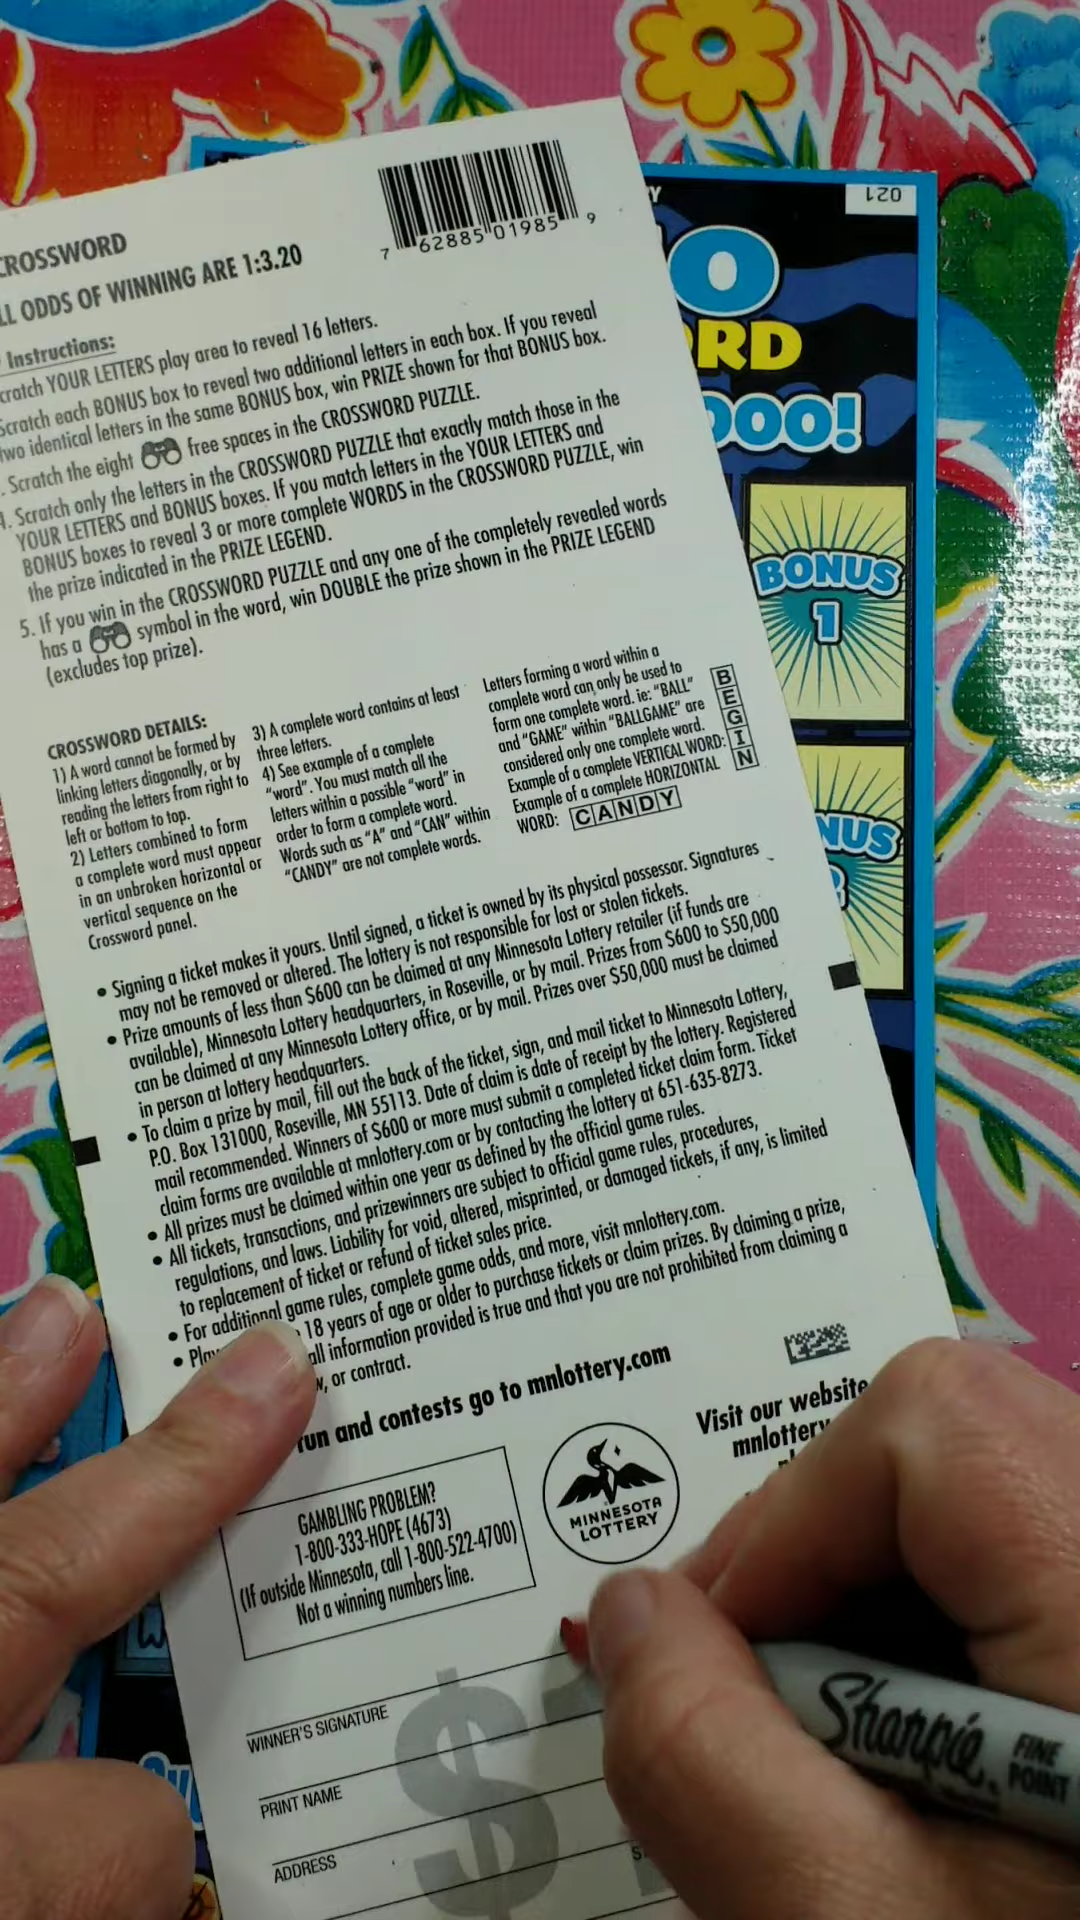 7 62885 01985 9
CROSSWORD
LL ODDS OF WINNING ARE 1:3.20
Instructions:
cratch YOUR LETTERS play area to reveal 16 letters.
Scratch each BONUS box to reveal two additional letters in each box. If you reveal
two identical letters in the same BONUS box, win PRIZE shown for that BONUS box.
. Scratch the eight free spaces in the CROSSWORD PUZZLE.
4. Scratch only the letters in the CROSSWORD PUZZLE that exactly match those in the
YOUR LETTERS and BONUS boxes. If you match letters in the YOUR LETTERS and
BONUS boxes to reveal 3 or more complete WORDS in the CROSSWORD PUZZLE, win
the prize indicated in the PRIZE LEGEND.
5. If you win in the CROSSWORD PUZZLE and any one of the completely revealed words
has a symbol in the word, win DOUBLE the prize shown in the PRIZE LEGEND
(excludes top prize).
CROSSWORD DETAILS:
1) A word cannot be formed by
linking letters diagonally, or by
reading the letters from right to
left or bottom to top.
2) Letters combined to form
a complete word must appear
in an unbroken horizontal or
vertical sequence on the
Crossword panel.
3) A complete word contains at least
three letters.
4) See example of a complete
"word". You must match all the
letters within a possible "word" in
order to form a complete word.
Words such as "A" and "CAN" within
"CANDY" are not complete words.
Letters forming a word within a
complete word can only be used to
form one complete word. ie: "BALL"
and "GAME" within "BALLGAME" are
considered only one complete word.
Example of a complete VERTICAL WORD:
Example of a complete HORIZONTAL
WORD: CANDY
B
E
G
I
N
• Signing a ticket makes it yours. Until signed, a ticket is owned by its physical possessor. Signatures
may not be removed or altered. The lottery is not responsible for lost or stolen tickets.
• Prize amounts of less than $600 can be claimed at any Minnesota Lottery retailer (if funds are
available), Minnesota Lottery headquarters, in Roseville, or by mail. Prizes from $600 to $50,000
can be claimed at any Minnesota Lottery office, or by mail. Prizes over $50,000 must be claimed
in person at lottery headquarters.
• To claim a prize by mail, fill out the back of the ticket, sign, and mail ticket to Minnesota Lottery,
P.O. Box 131000, Roseville, MN 55113. Date of claim is date of receipt by the lottery. Registered
mail recommended. Winners of $600 or more must submit a completed ticket claim form. Ticket
claim forms are available at mnlottery.com or by contacting the lottery at 651-635-8273.
• All prizes must be claimed within one year as defined by the official game rules.
• All tickets, transactions, and prizewinners are subject to official game rules, procedures,
regulations, and laws. Liability for void, altered, misprinted, or damaged tickets, if any, is limited
to replacement of ticket or refund of ticket sales price.
• For additional game rules, complete game odds, and more, visit mnlottery.com.
• Play 18 years of age or older to purchase tickets or claim prizes. By claiming a prize,
all information provided is true and that you are not prohibited from claiming a
w, or contract.
fun and contests go to mnlottery.com
Visit our website
mnlottery
GAMBLING PROBLEM?
1-800-333-HOPE (4673)
(If outside Minnesota, call 1-800-522-4700)
Not a winning numbers line.
MINNESOTA
LOTTERY
$
WINNER'S SIGNATURE
PRINT NAME
ADDRESS
Sharpie.
FINE
POINT
021
O
RD
000!
BONUS
1
NUS